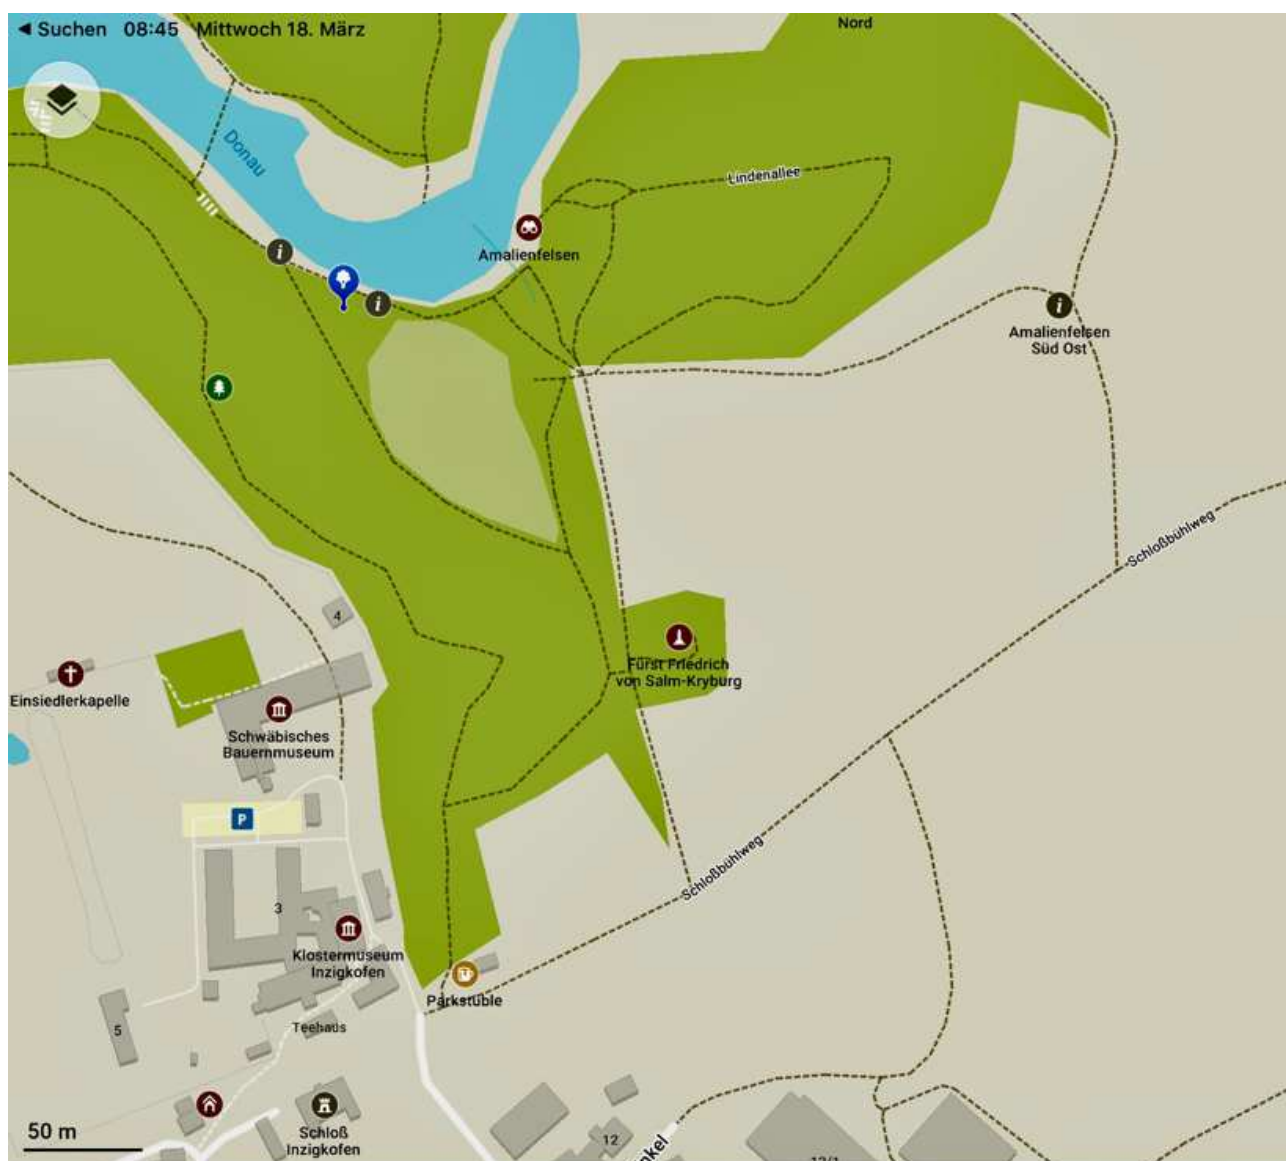 Nord
◀ Suchen 08:45 Mittwoch 18. März
Donau
Lindenallee
Amalienfelsen
Amalienfelsen
Süd Ost
Schloßbühlweg
4
Einsiedlerkapelle
Fürst Friedrich
von Salm-Kryburg
Schwäbisches
Bauernmuseum
P
Schloßbühlweg
3
Klostermuseum
Inzigkofen
Parkstüble
5
Teehaus
50 m
Schloß
Inzigkofen
12
nkel